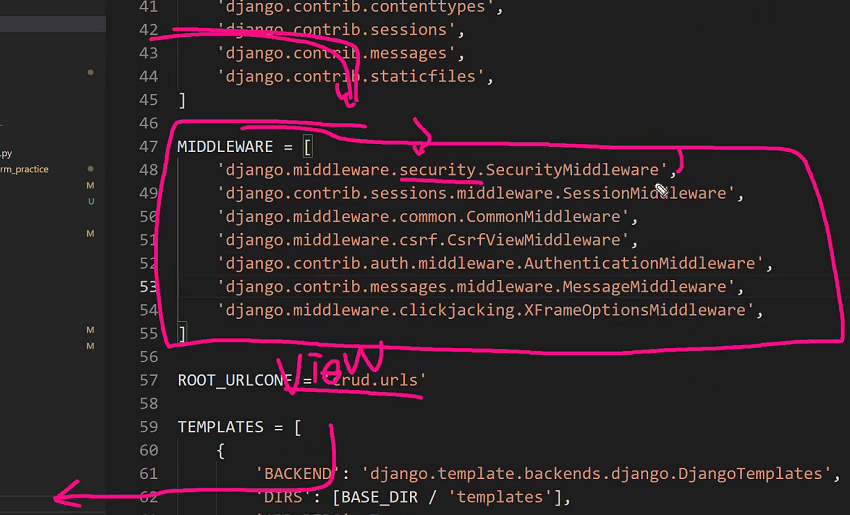 41 'django.contrib.contenttypes',
42 'django.contrib.sessions',
43 'django.contrib.messages',
44 'django.contrib.staticfiles',
45 ]
46
47 MIDDLEWARE = [
.py
48 'django.middleware.security.SecurityMiddleware',
rm_practice
M
49 'django.contrib.sessions.middleware.SessionMiddleware',
U
50 'django.middleware.common.CommonMiddleware',
M
51 'django.middleware.csrf.CsrfViewMiddleware',
52 'django.contrib.auth.middleware.AuthenticationMiddleware',
53 'django.contrib.messages.middleware.MessageMiddleware',
54 'django.middleware.clickjacking.XFrameOptionsMiddleware',
M
55 ]
M
56
View
57 ROOT_URLCONF = 'crud.urls'
58
59 TEMPLATES = [
60 {
61 'BACKEND': 'django.template.backends.django.DjangoTemplates',
62 'DIRS': [BASE_DIR / 'templates'],